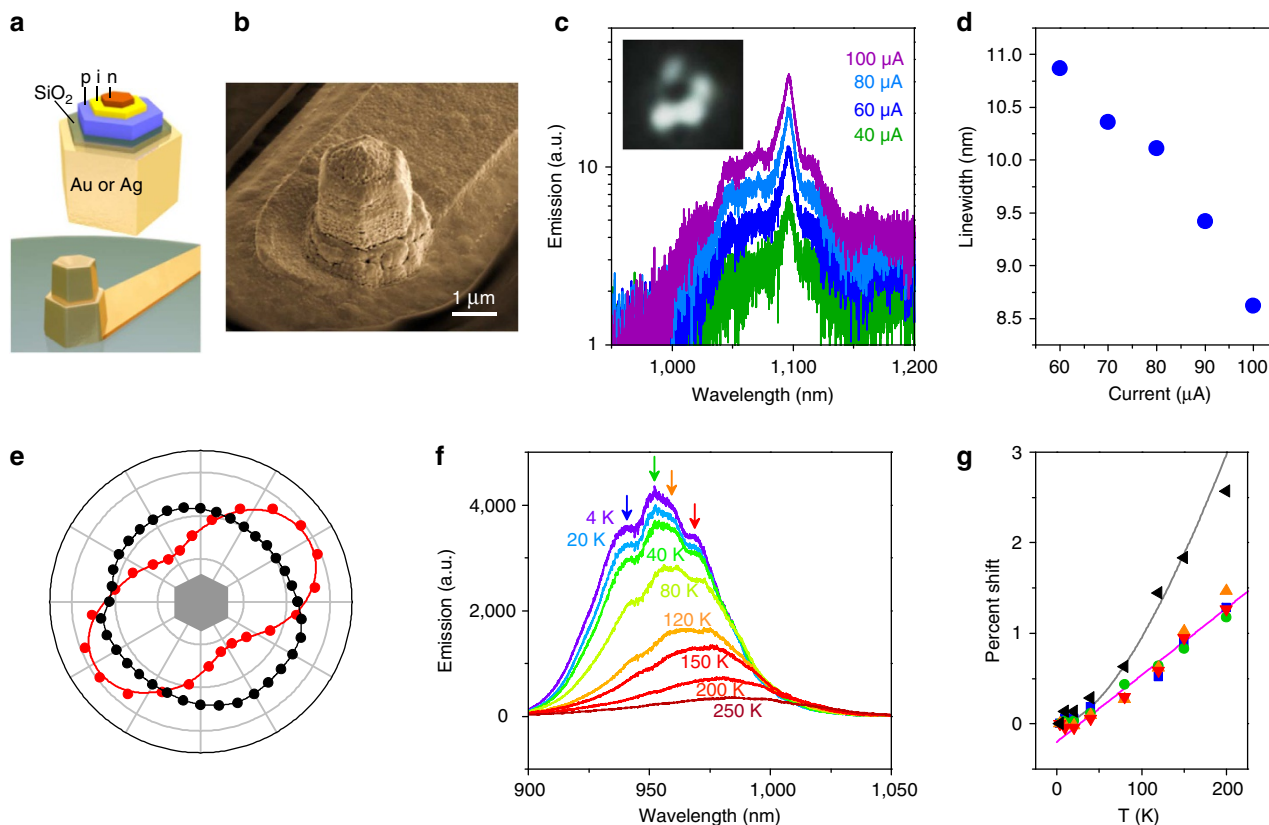 a
p i n
SiO2
Au or Ag
b
1 μm
c
100 μA
80 μA
60 μA
40 μA
10
1
Emission (a.u.)
1,000
1,100
1,200
Wavelength (nm)
d
11.0
10.5
10.0
9.5
9.0
8.5
Linewidth (nm)
60
70
80
90
100
Current (μA)
e
f
4 K
20 K
40 K
80 K
120 K
150 K
200 K
250 K
4,000
2,000
0
Emission (a.u.)
900
950
1,000
1,050
Wavelength (nm)
g
3
2
1
0
Percent shift
0
100
200
T (K)